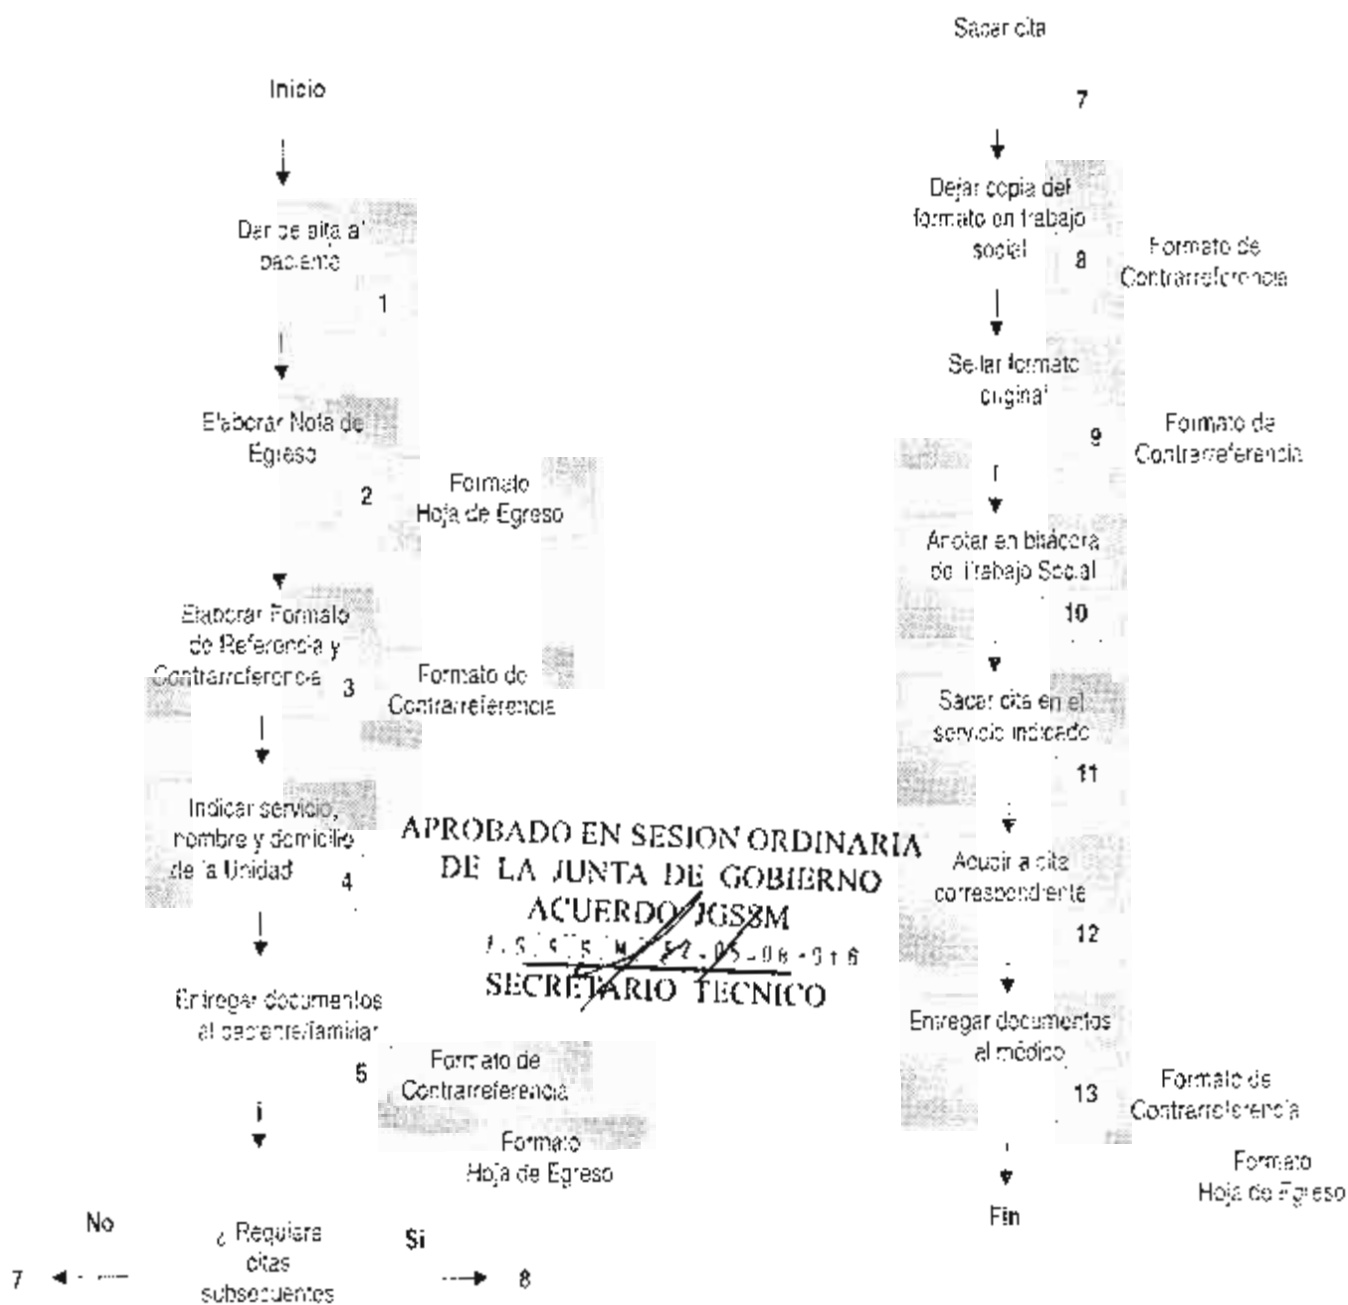 Inicio
Dar de alta al
paciente
1
Elaborar Nota de
Egreso
2
Formato
Hoja de Egreso
Elaborar Formato
de Referencia y
Contrarreferencia
3
Formato de
Contrarreferencia
Indicar servicio,
nombre y domicilio
de la Unidad
4
Entregar documentos
al paciente/familiar
5
Formato de
Contrarreferencia
Formato
Hoja de Egreso
No
¿ Requiere
citas
subsecuentes
Si
7
8
APROBADO EN SESION ORDINARIA
DE LA JUNTA DE GOBIERNO
ACUERDO JGSSM
SECRETARIO TECNICO
Sacar cita
7
Dejar copia del
formato en trabajo
social
8
Formato de
Contrarreferencia
Sellar formato
original
9
Formato de
Contrarreferencia
Anotar en bitácora
de Trabajo Social
10
Sacar cita en el
servicio indicado
11
Acudir a cita
correspondiente
12
Entregar documentos
al médico
13
Formato de
Contrarreferencia
Formato
Hoja de Egreso
Fin